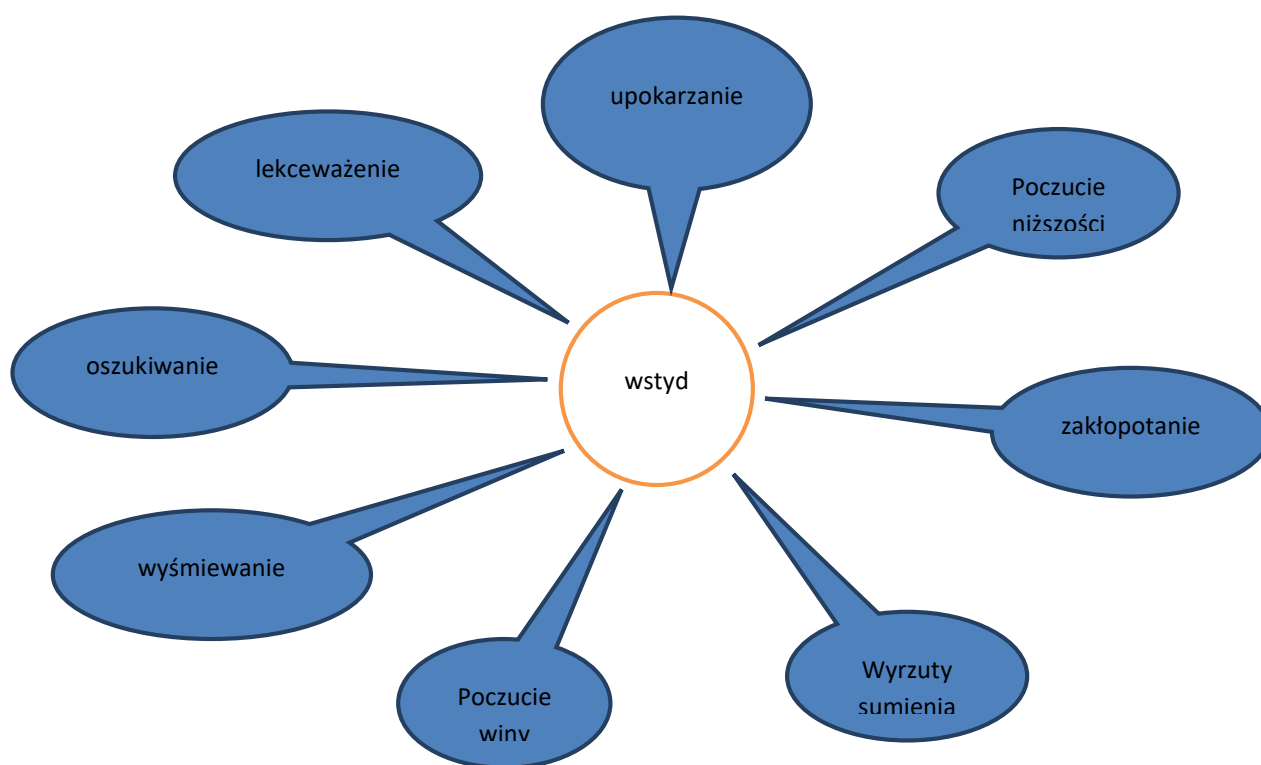 upokarzanie
lekceważenie
Poczucie
niższości
oszukiwanie
wstyd
zakłopotanie
wyśmiewanie
Wyrzuty
sumienia
Poczucie
winy